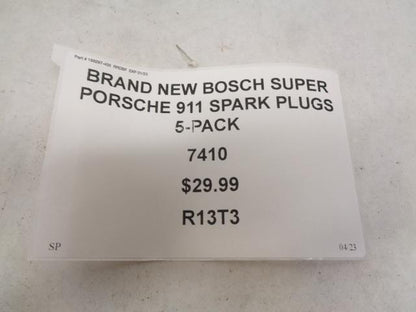 BRAND NEW BOSCH SUPER
PORSCHE 911 SPARK PLUGS
5-PACK
7410
$29.99
R13T3
SP 04/23